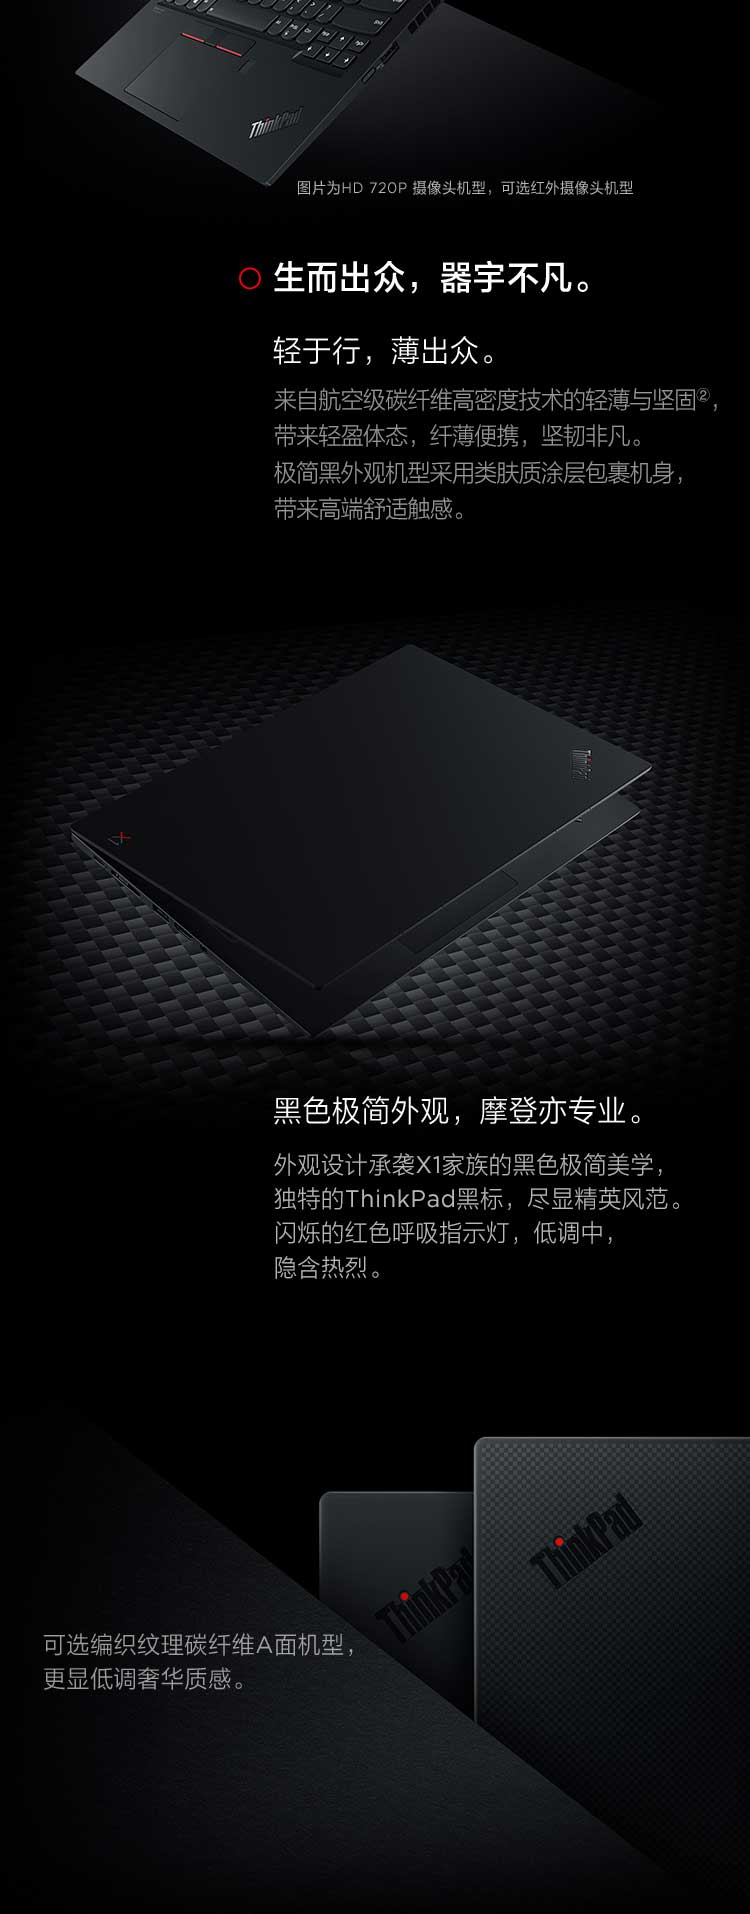 ThinkPad
图片为HD 720P 摄像头机型，可选红外摄像头机型
生而出众，器宇不凡。
轻于行，薄出众。
来自航空级碳纤维高密度技术的轻薄与坚固②，
带来轻盈体态，纤薄便携，坚韧非凡。
极简黑外观机型采用类肤质涂层包裹机身，
带来高端舒适触感。
ThinkPad
X1
黑色极简外观，摩登亦专业。
外观设计承袭X1家族的黑色极简美学，
独特的ThinkPad黑标，尽显精英风范。
闪烁的红色呼吸指示灯，低调中，
隐含热烈。
ThinkPad
ThinkPad
可选编织纹理碳纤维A面机型，
更显低调奢华质感。